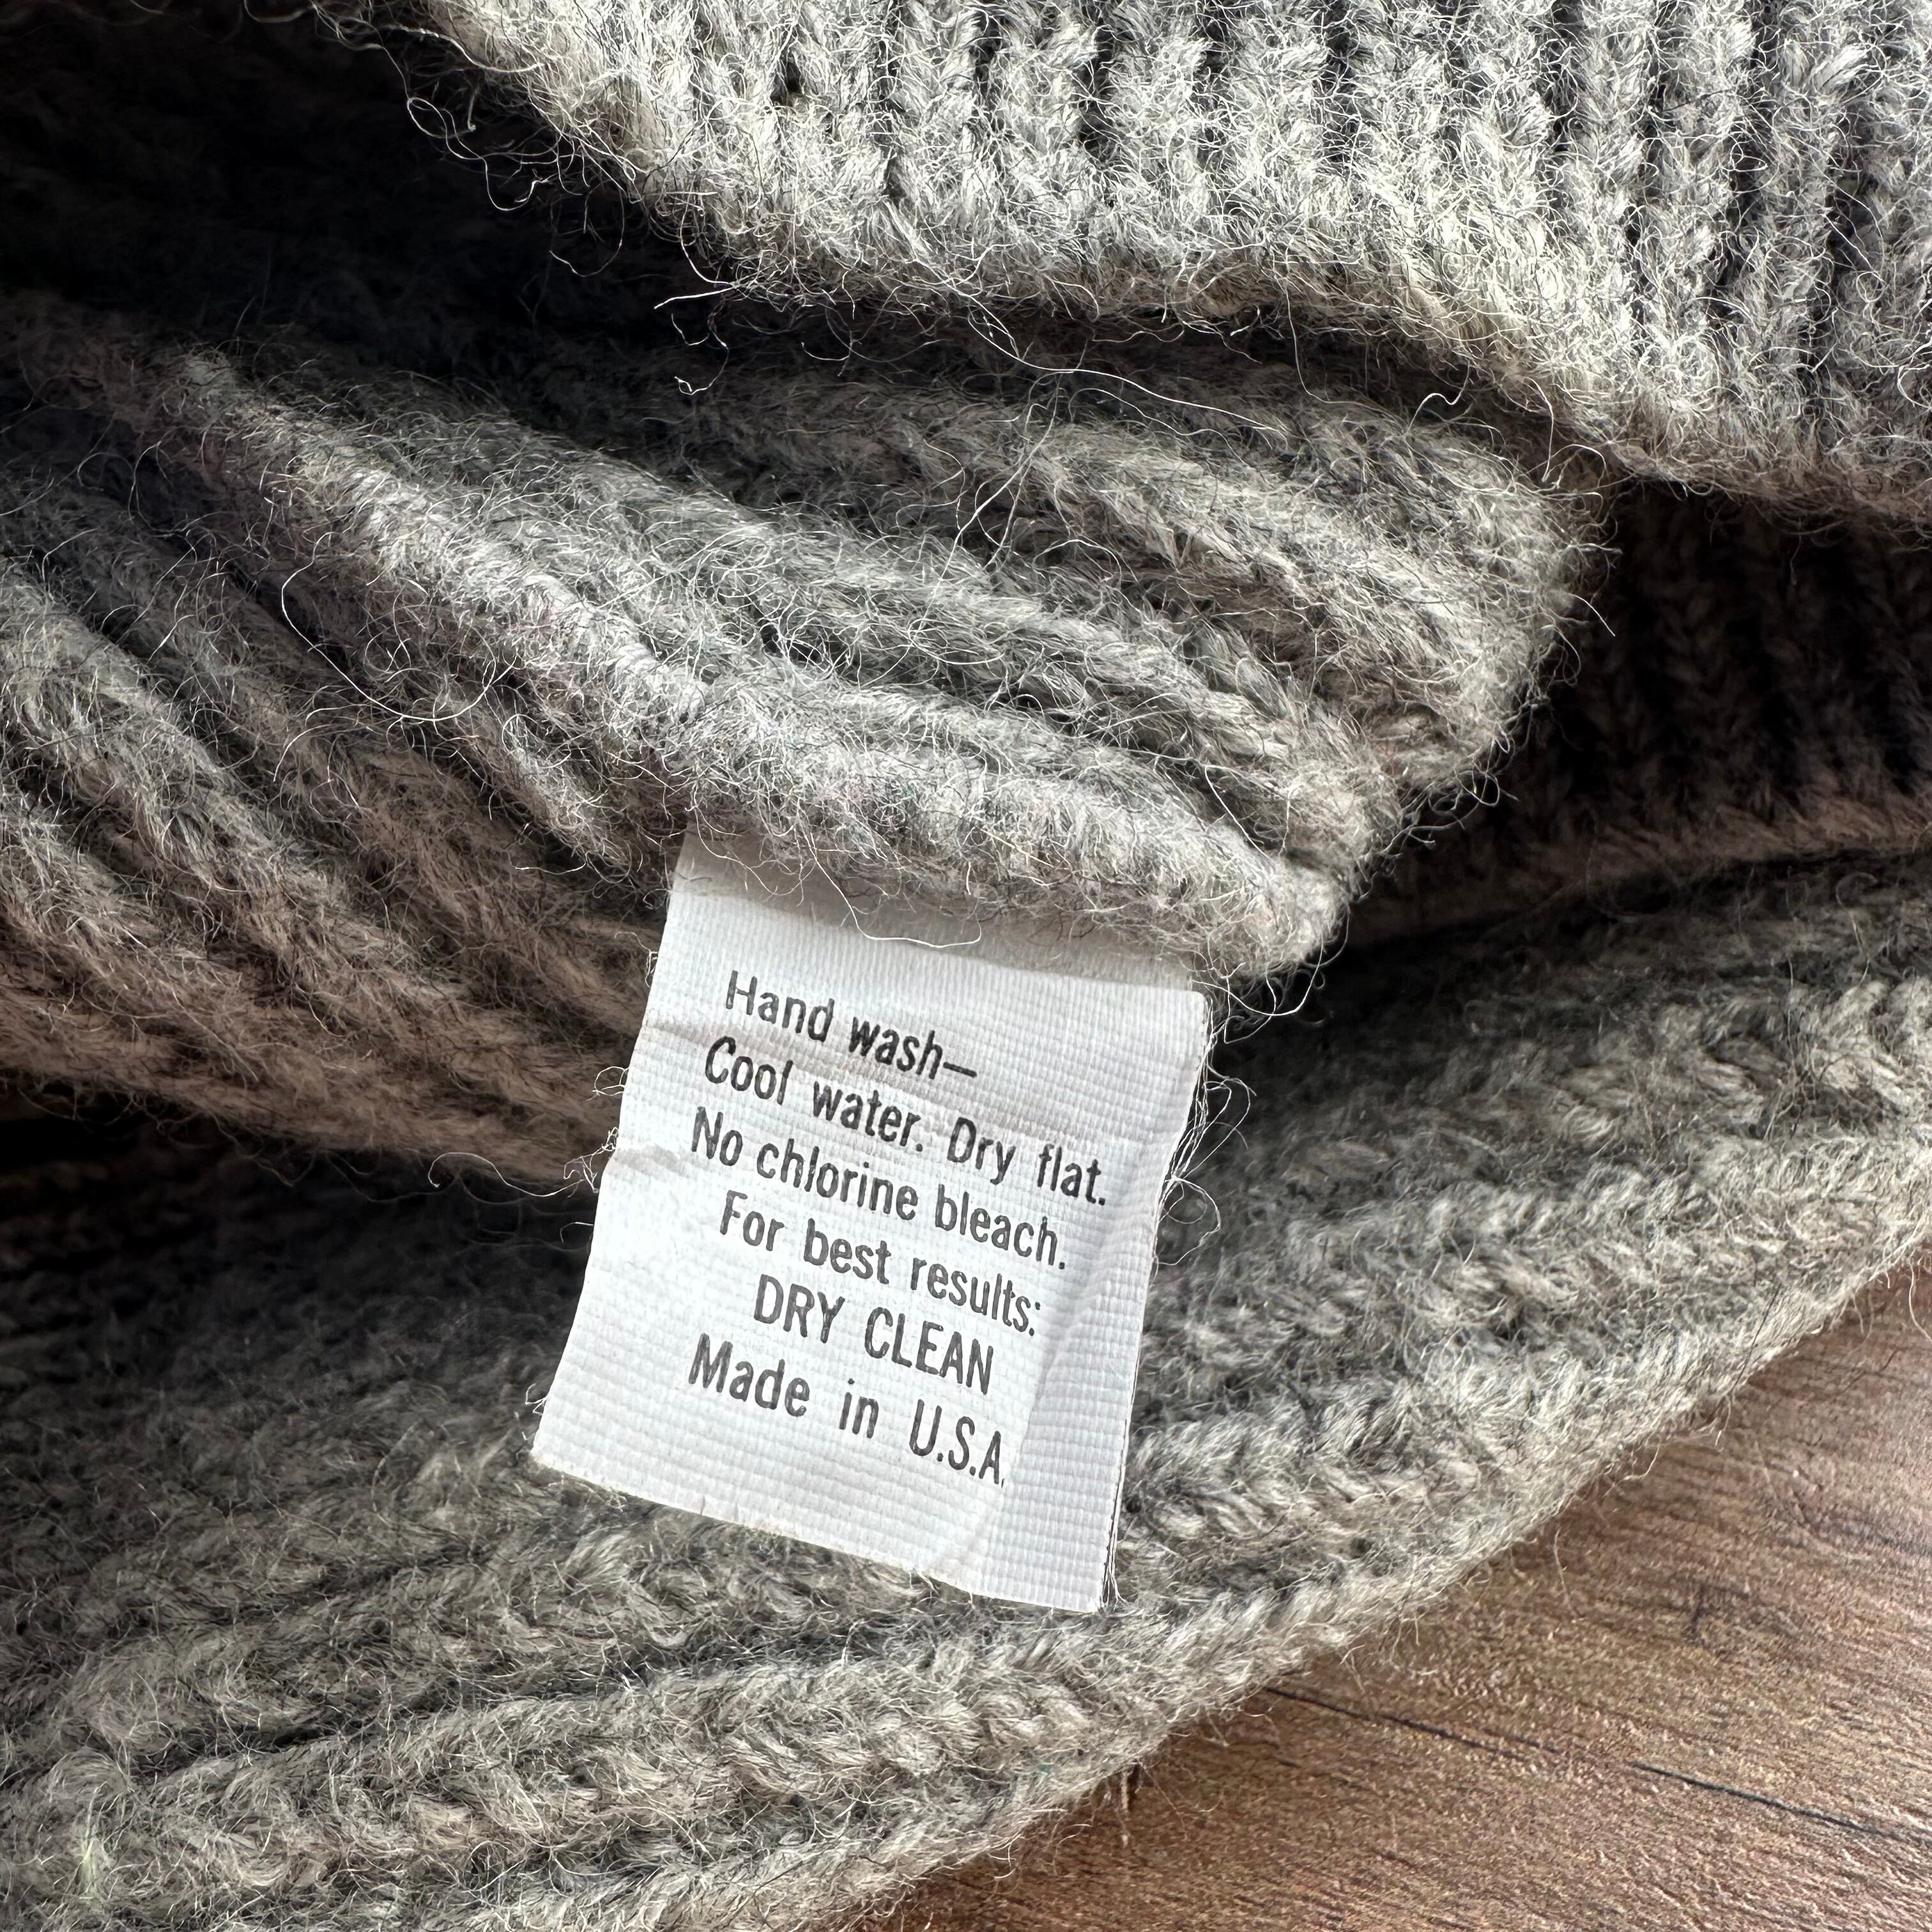 Hand wash—
Cool water. Dry flat.
No chlorine bleach.
For best results:
DRY CLEAN
Made in U.S.A.